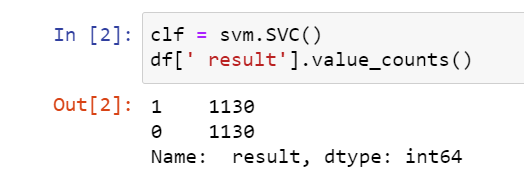 In [2]: clf = svm.SVC()
df[' result'].value_counts()
Out[2]: 1    1130
0    1130
Name:  result, dtype: int64